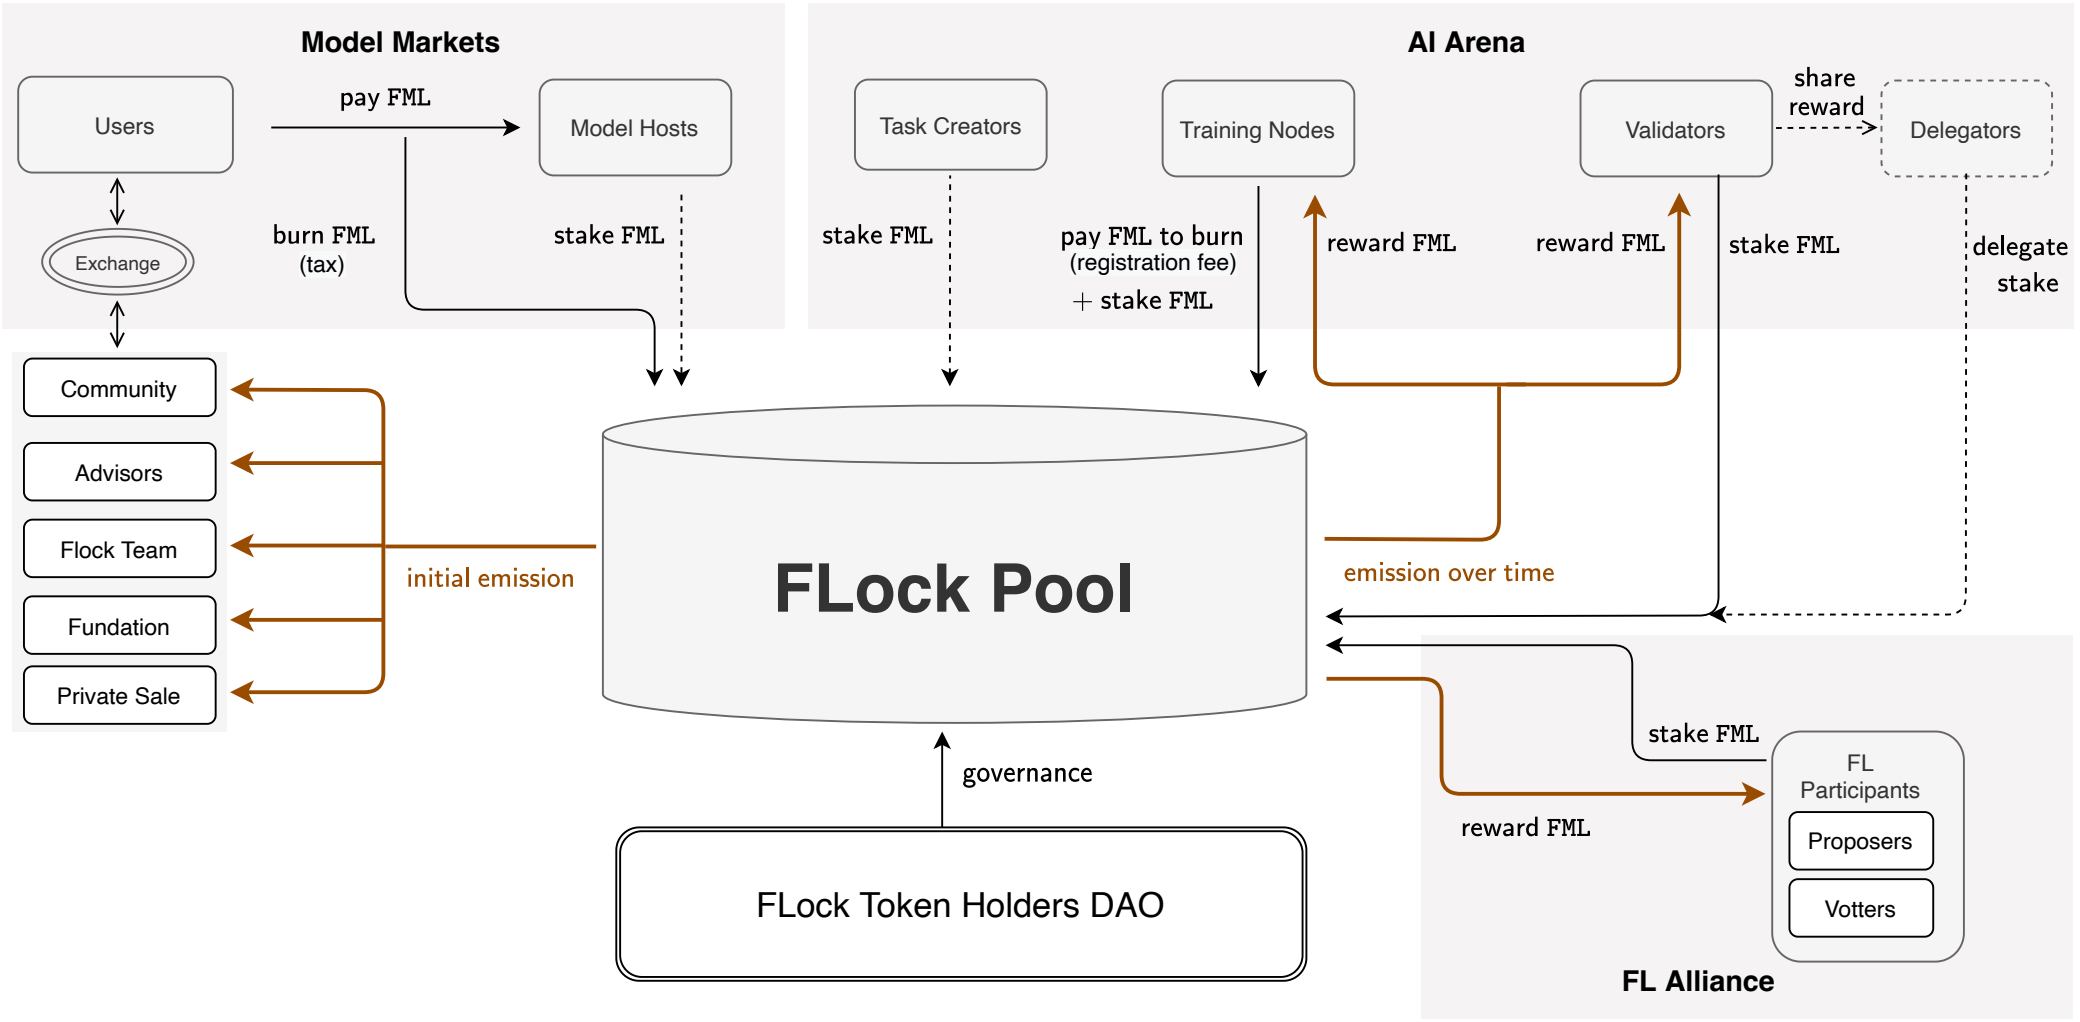 Model Markets
Users
pay FML
Model Hosts
burn FML
(tax)
stake FML
Exchange
AI Arena
Task Creators
Training Nodes
Validators
share
reward
Delegators
stake FML
pay FML to burn
(registration fee)
+ stake FML
reward FML
reward FML
stake FML
delegate
stake
Community
Advisors
Flock Team
Fundation
Private Sale
initial emission
FLock Pool
emission over time
governance
FLock Token Holders DAO
stake FML
reward FML
FL
Participants
Proposers
Votters
FL Alliance